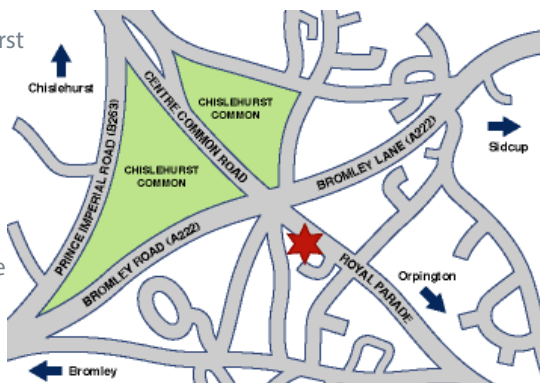 rst
Chislehurst
CENTRE COMMON ROAD
CHISLEHURST
COMMON
PRINCE IMPERIAL ROAD (B263)
CHISLEHURST
COMMON
BROMLEY LANE (A222)
Sidcup
BROMLEY ROAD (A222)
e
ROYAL PARADE
Orpington
Bromley